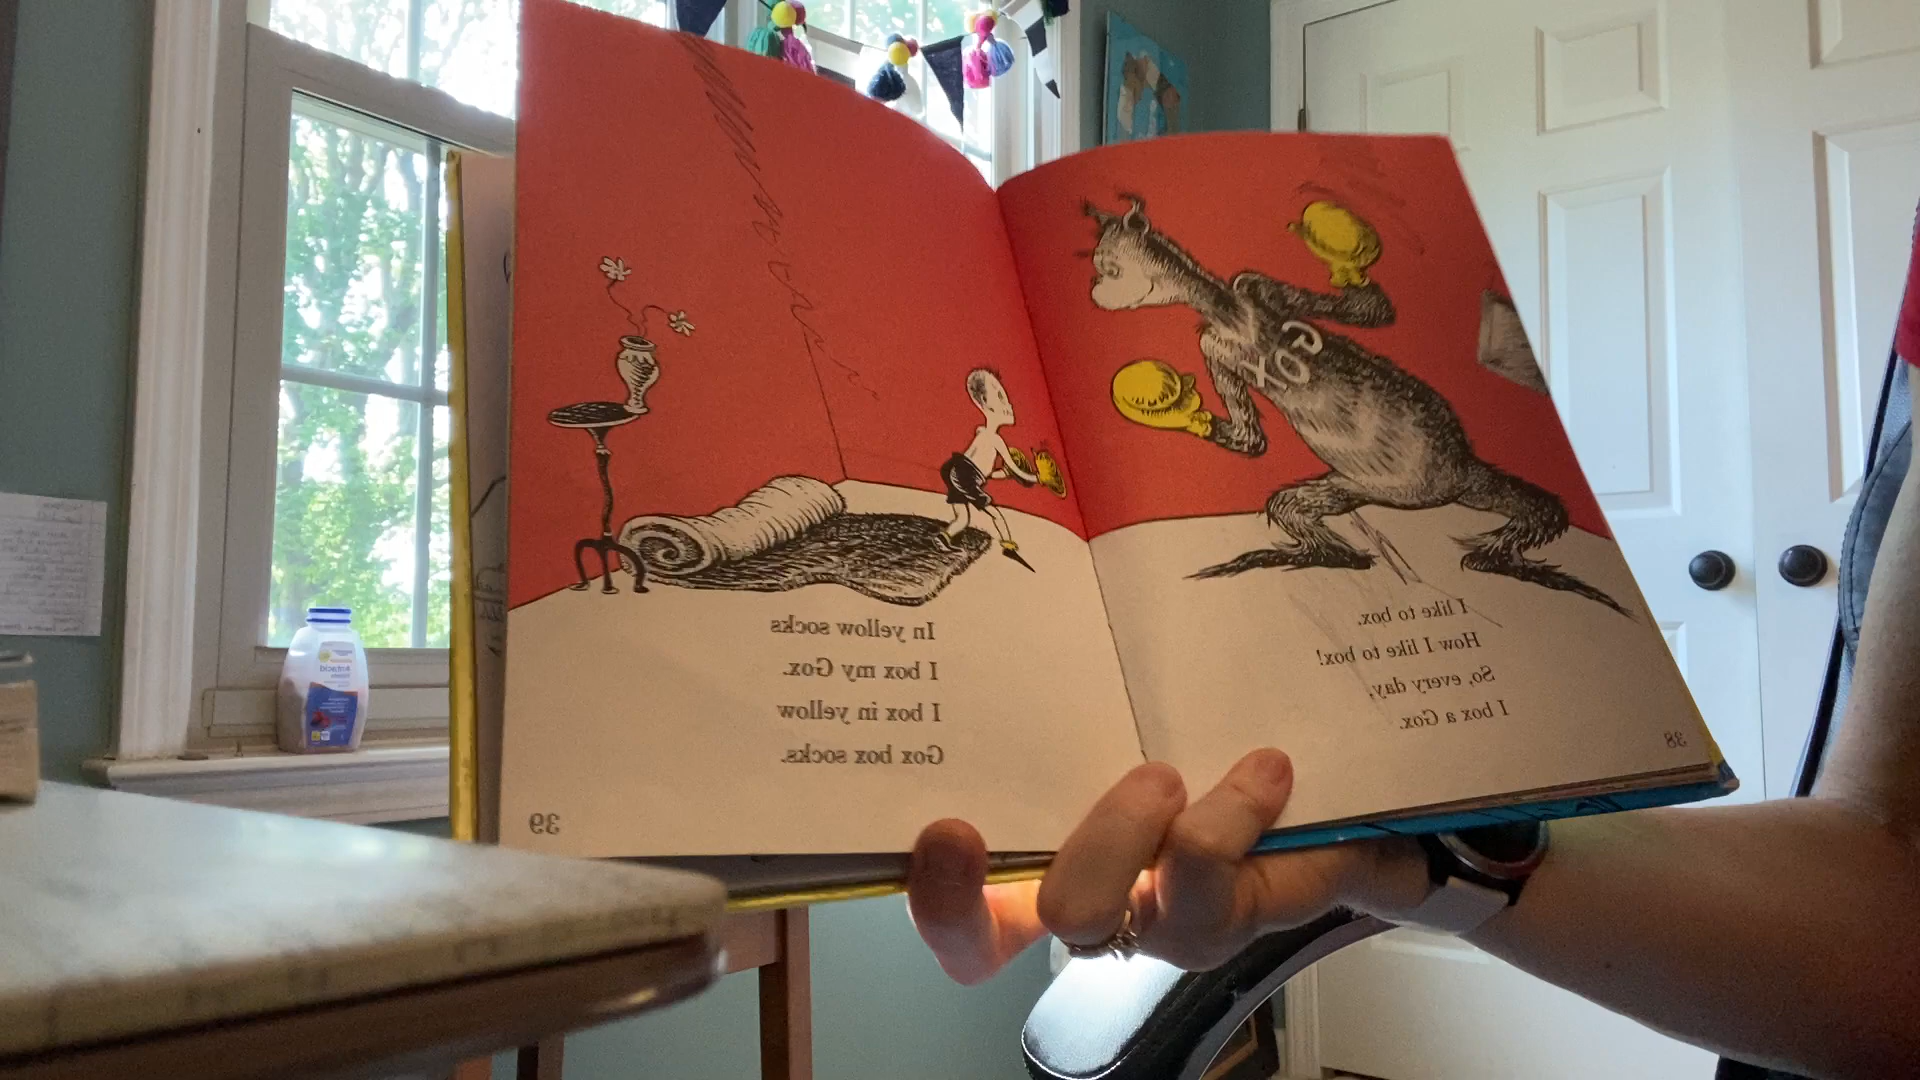 GOX
I like to box.
How I like to box!
So, every day,
I box a Gox.
38
In yellow socks
I box my Gox.
I box in yellow
Gox box socks.
39
Antacid